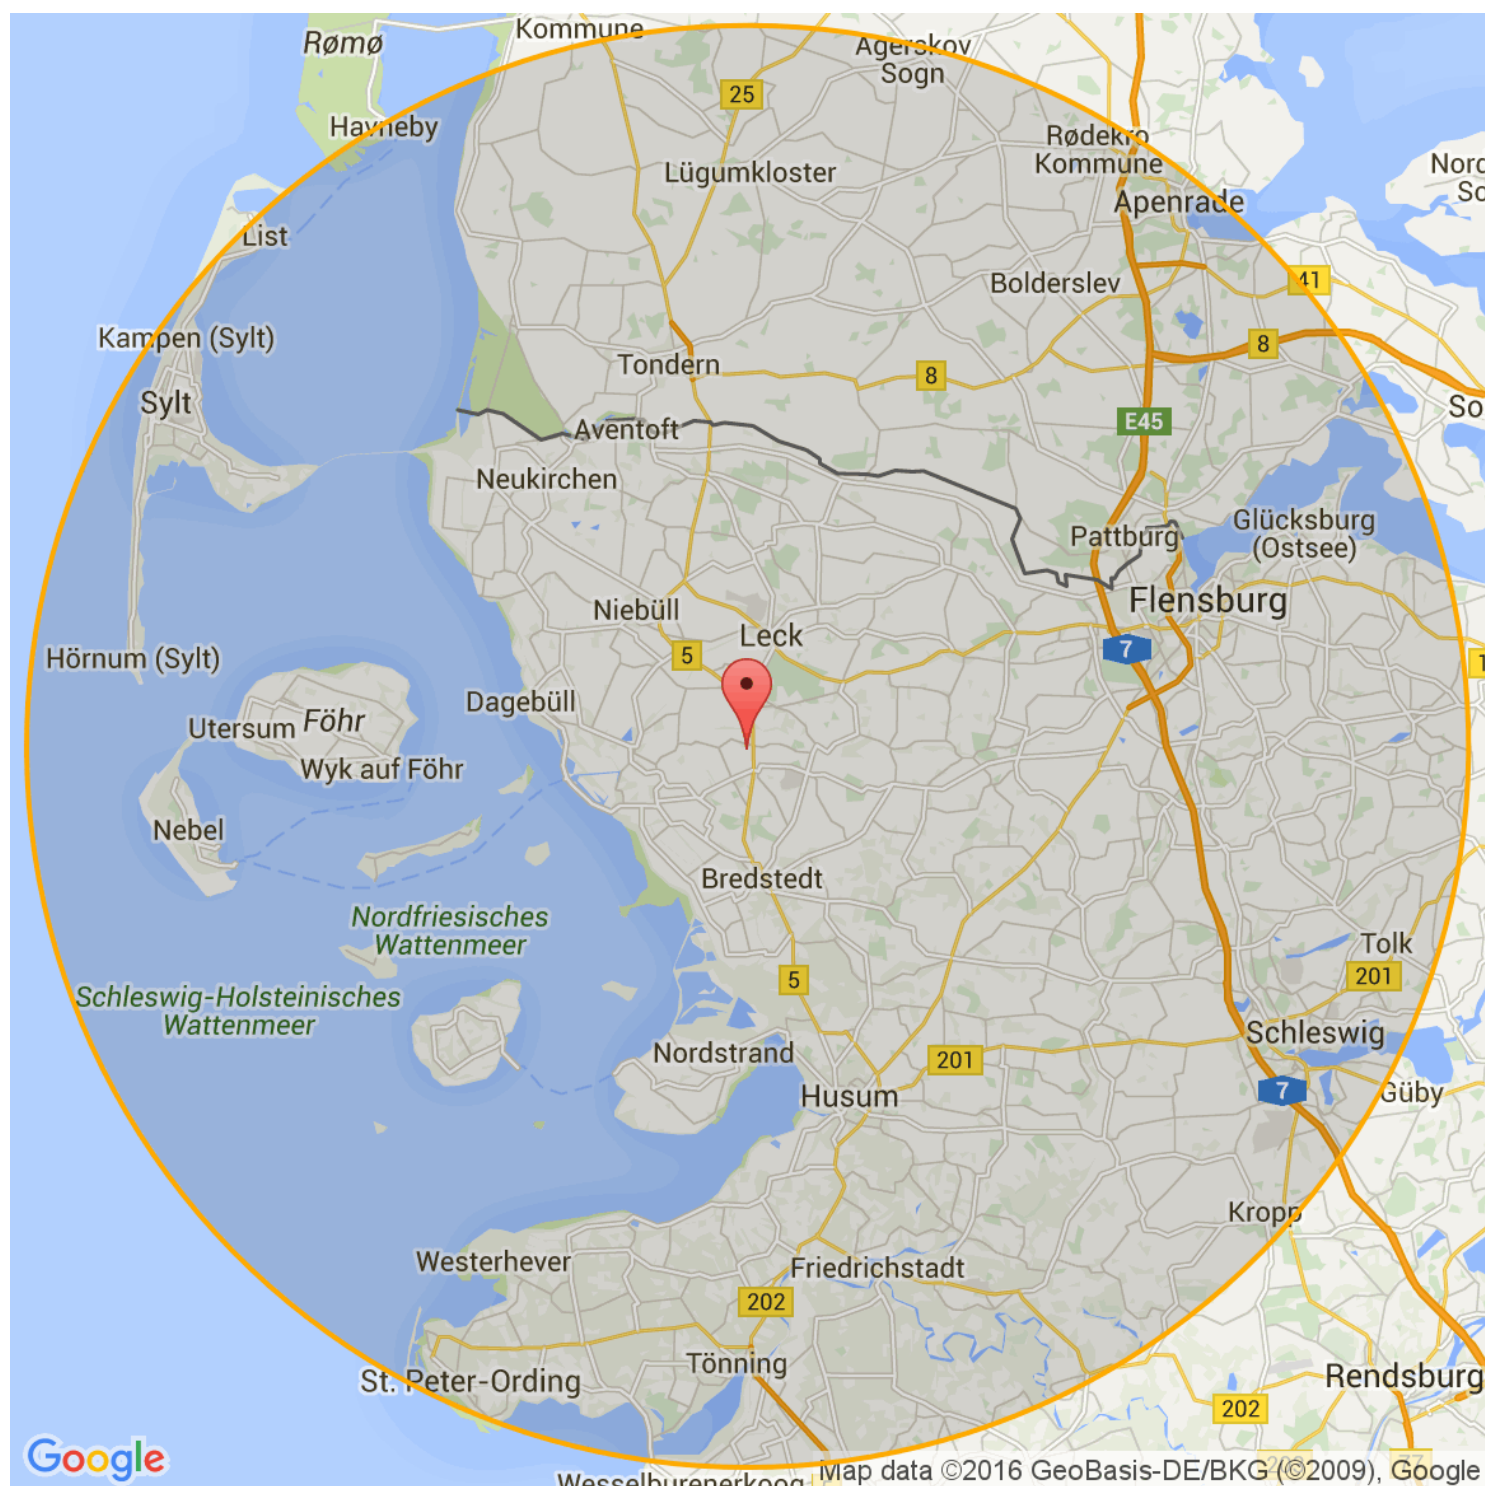 Kommune
Rømø
Agerskov
Sogn
25
Havneby
Rødekro
Kommune
Lügumkloster
Apenrade
List
Bolderslev
41
Kampen (Sylt)
8
Tondern
8
Sylt
So
E45
Aventoft
Neukirchen
Glücksburg
(Ostsee)
Pattburg
Flensburg
Niebüll
Leck
7
5
Hörnum (Sylt)
Dagebüll
Utersum
Föhr
Wyk auf Föhr
Nebel
Bredstedt
Nordfriesisches
Wattenmeer
Tolk
201
5
Schleswig-Holsteinisches
Wattenmeer
Schleswig
Nordstrand
201
Husum
7
Güby
Kropp
Westerhever
Friedrichstadt
202
Tönning
St. Peter-Ording
Rendsburg
202
Google
Wesselburenerkoog
Map data ©2016 GeoBasis-DE/BKG (©2009), Google